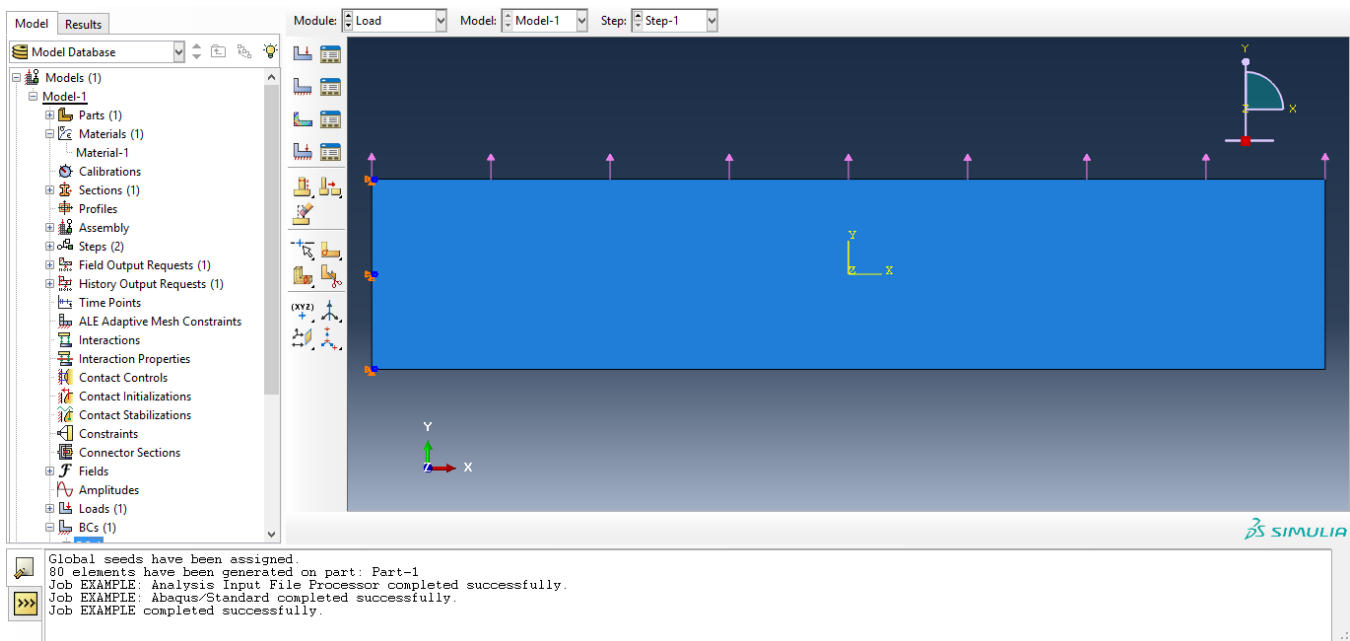 Model Results
Module: Load Model: Model-1 Step: Step-1
Model Database
Models (1)
Model-1
Parts (1)
Materials (1)
Material-1
Calibrations
Sections (1)
Profiles
Assembly
Steps (2)
Field Output Requests (1)
History Output Requests (1)
Time Points
ALE Adaptive Mesh Constraints
Interactions
Interaction Properties
Contact Controls
Contact Initializations
Contact Stabilizations
Constraints
Connector Sections
Fields
Amplitudes
Loads (1)
BCs (1)
(XYZ)
Y
Z X
Y
Z X
Y
Z X
SIMULIA
Global seeds have been assigned.
80 elements have been generated on part: Part-1
Job EXAMPLE: Analysis Input File Processor completed successfully.
Job EXAMPLE: Abaqus/Standard completed successfully.
Job EXAMPLE completed successfully.
>>>